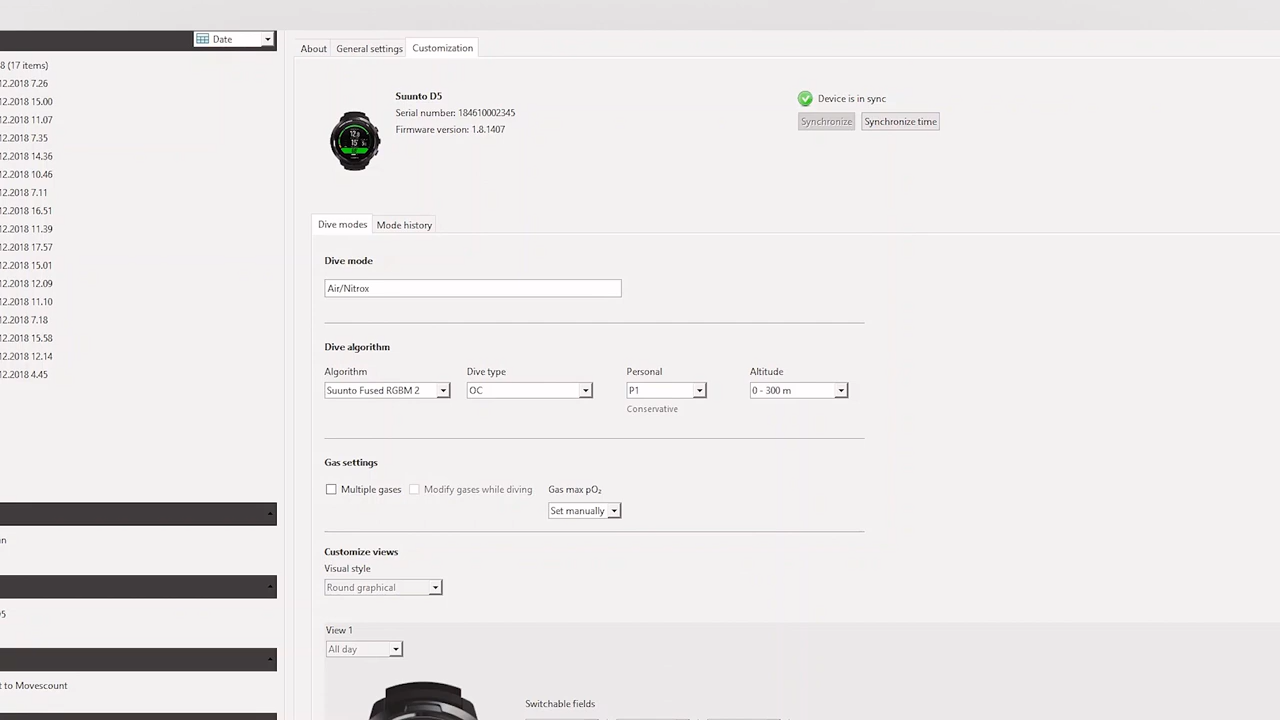 Date
8 (17 items)
12.2018 7.26
12.2018 15.00
12.2018 11.07
12.2018 7.35
12.2018 14.36
12.2018 10.46
12.2018 7.11
12.2018 16.51
12.2018 11.39
12.2018 17.57
12.2018 15.01
12.2018 12.09
12.2018 11.10
12.2018 7.18
12.2018 15.58
12.2018 12.14
12.2018 4.45
t to Movescount
About General settings Customization
Suunto D5
Serial number: 184610002345
Firmware version: 1.8.1407
Device is in sync
Synchronize Synchronize time
Dive modes Mode history
Dive mode
Air/Nitrox
Dive algorithm
Algorithm Dive type Personal Altitude
Suunto Fused RGBM 2 OC P1 0 - 300 m
Conservative
Gas settings
Multiple gases Modify gases while diving Gas max pO₂
Set manually
Customize views
Visual style
Round graphical
View 1
All day
Switchable fields